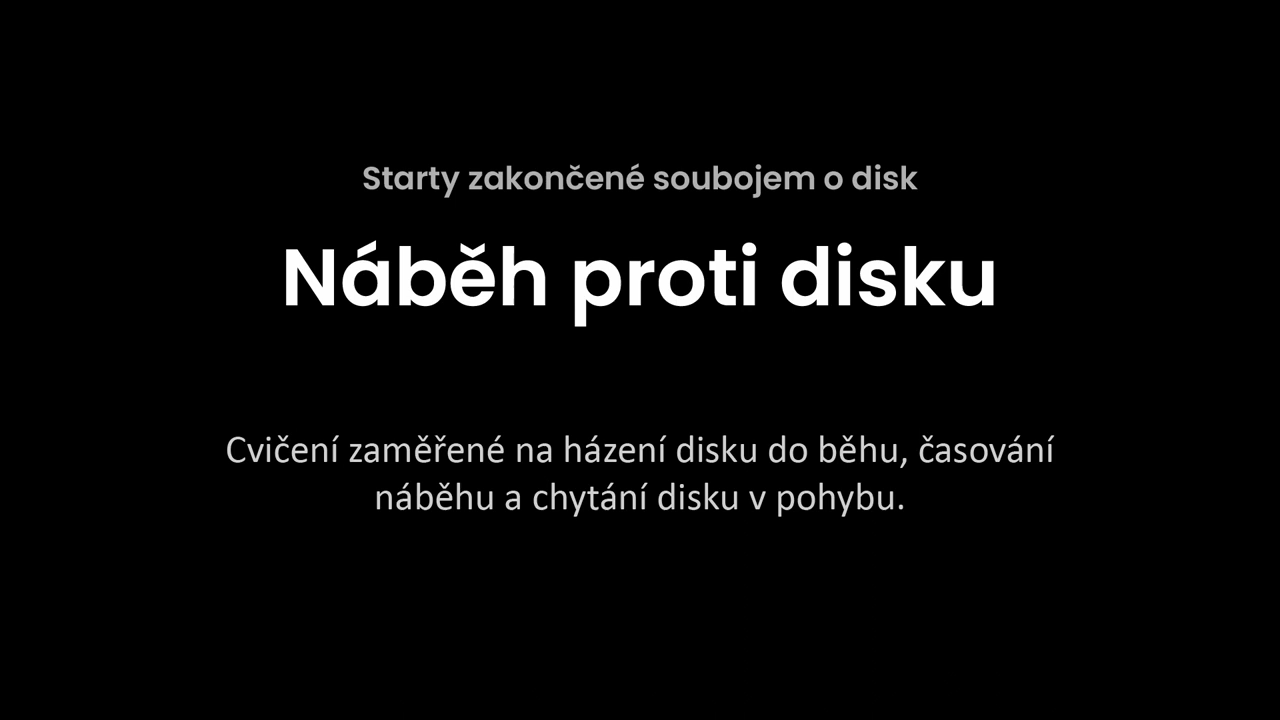 Starty zakončené soubojem o disk
Náběh proti disku
Cvičení zaměřené na házení disku do běhu, časování
náběhu a chytání disku v pohybu.